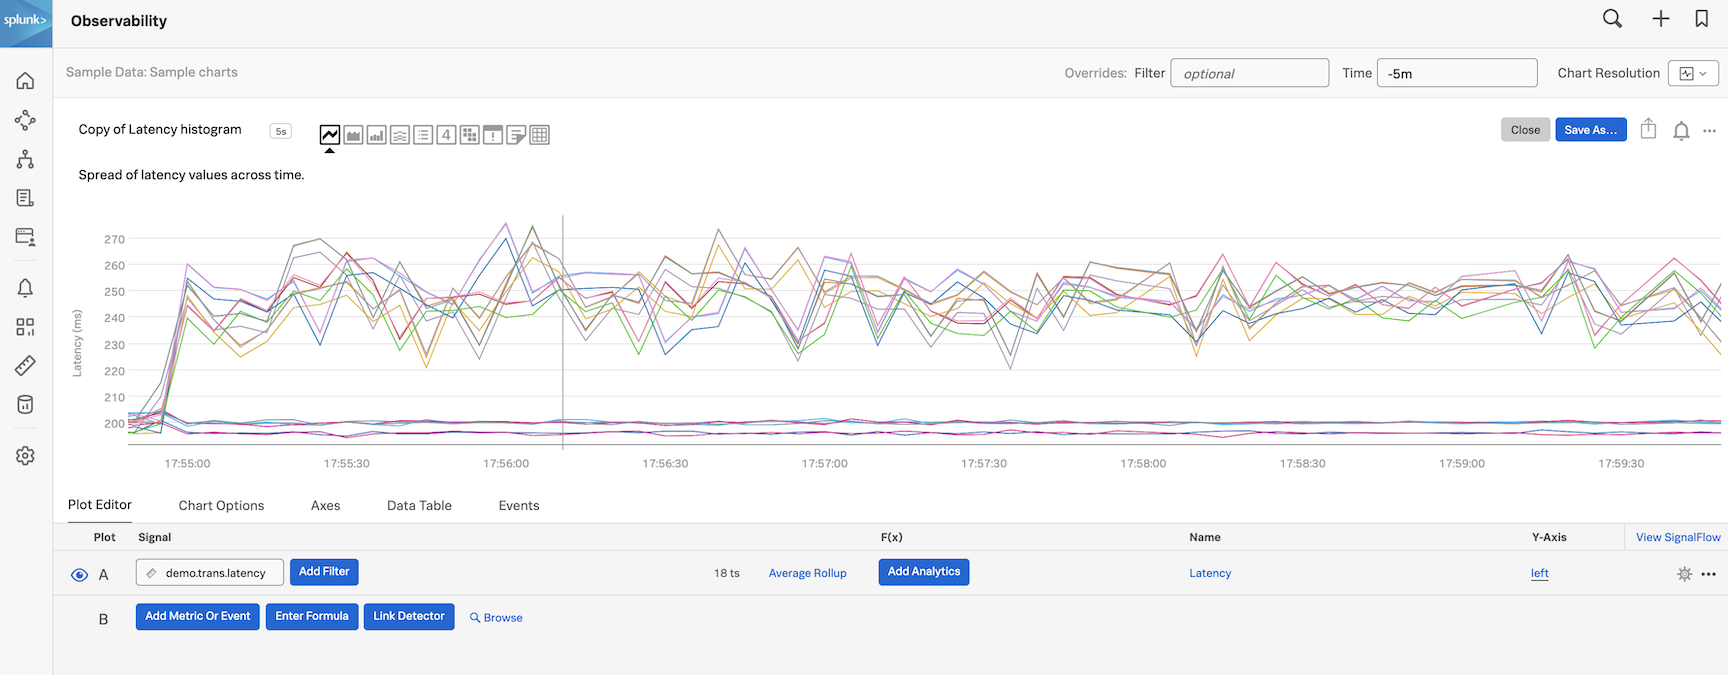 splunk> Observability
Sample Data: Sample charts Overrides: Filter optional Time -5m Chart Resolution
Copy of Latency histogram 5s 4 Close Save As...
Spread of latency values across time.
Latency (ms)
270
260
250
240
230
220
210
200
17:55:00 17:55:30 17:56:00 17:56:30 17:57:00 17:57:30 17:58:00 17:58:30 17:59:00 17:59:30
Plot Editor Chart Options Axes Data Table Events
Plot Signal F(x) Name Y-Axis View SignalFlow
A demo.trans.latency Add Filter 18 ts Average Rollup Add Analytics Latency left
B Add Metric Or Event Enter Formula Link Detector Browse